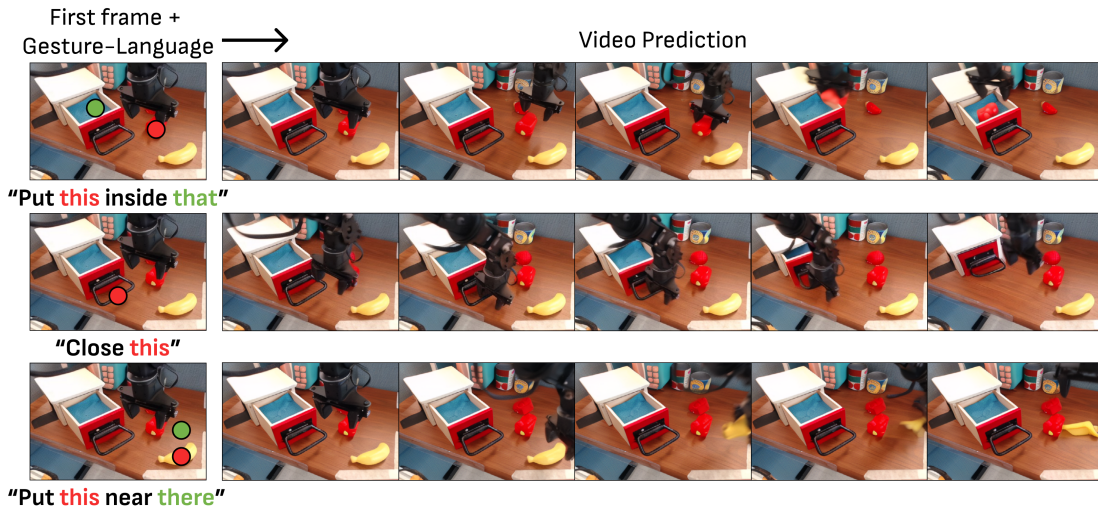 First frame +
Gesture-Language
Video Prediction
“Put this inside that”
“Close this”
“Put this near there”